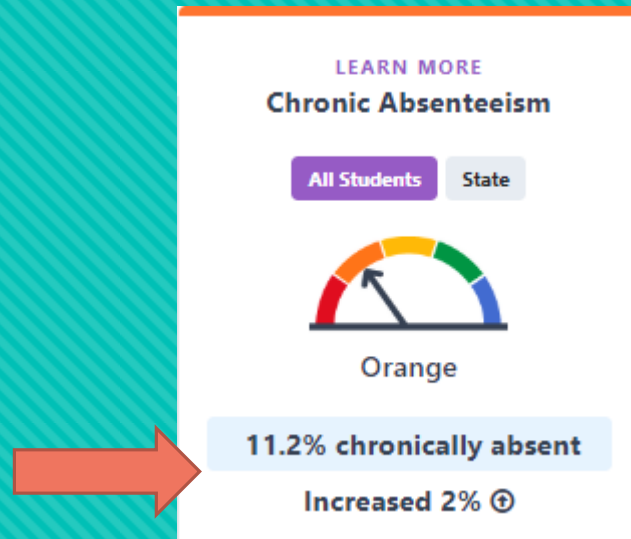 LEARN MORE
Chronic Absenteeism
All Students State
Orange
11.2% chronically absent
Increased 2%